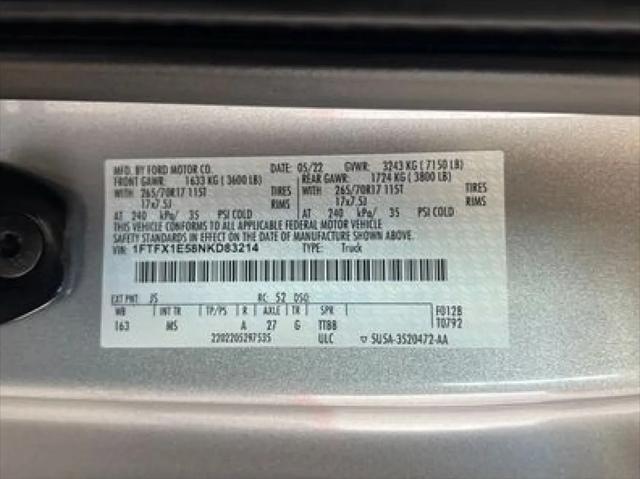 MFD. BY FORD MOTOR CO. DATE: 05/22 GVWR: 3243 KG ( 7150 LB)
FRONT GAWR: 1633 KG ( 3600 LB) REAR GAWR: 1724 KG ( 3800 LB)
WITH 265/70R17 115T TIRES WITH 265/70R17 115T TIRES
17x7.5J RIMS 17x7.5J RIMS
AT 240 kPa/ 35 PSI COLD AT 240 kPa/ 35 PSI COLD
THIS VEHICLE CONFORMS TO ALL APPLICABLE FEDERAL MOTOR VEHICLE
SAFETY STANDARDS IN EFFECT ON THE DATE OF MANUFACTURE SHOWN ABOVE.
VIN: 1FTFX1E58NKD83214 TYPE: Truck
EXT PNT: JS RC: 52 DSO:
WB INT TR TP/PS R AXLE TR SPR F0128
163 MS A 27 G TTBB T0792
2202205297535 ULC ▽ 5U5A-3520472-AA